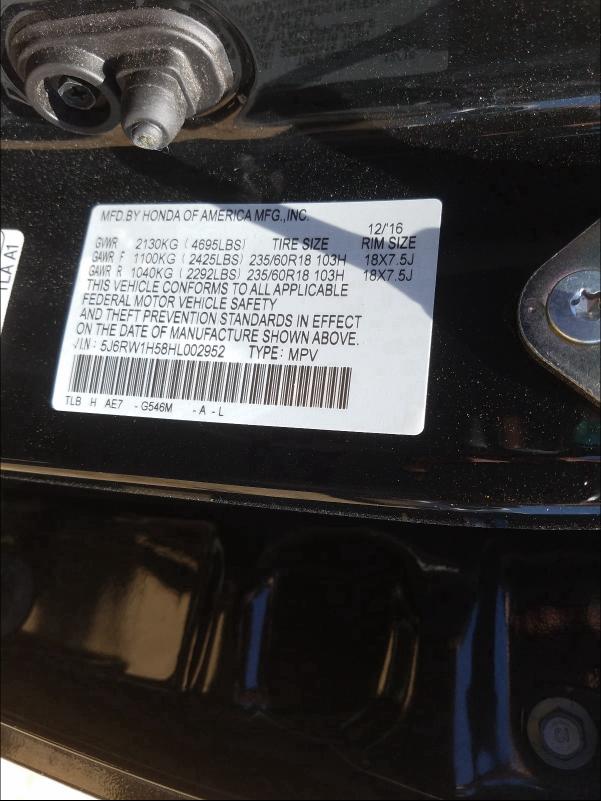 MFD.BY HONDA OF AMERICA MFG.,INC.
12/'16
GVWR 2130KG (4695LBS) TIRE SIZE RIM SIZE
GAWR F 1100KG (2425LBS) 235/60R18 103H 18X7.5J
GAWR R 1040KG (2292LBS) 235/60R18 103H 18X7.5J
THIS VEHICLE CONFORMS TO ALL APPLICABLE
FEDERAL MOTOR VEHICLE SAFETY
AND THEFT PREVENTION STANDARDS IN EFFECT
ON THE DATE OF MANUFACTURE SHOWN ABOVE.
V.I.N: 5J6RW1H58HL002952 TYPE: MPV
TLB H AE7 - G546M - A - L
TLA A1